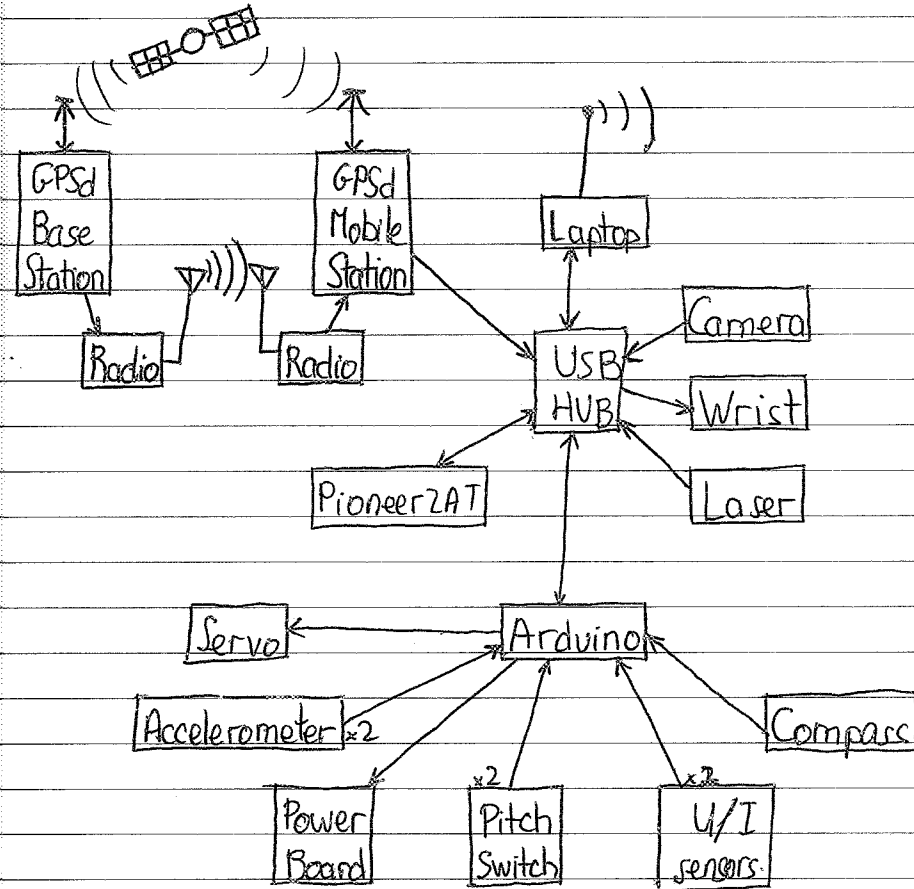 GPSd
Base
Station
GPSd
Mobile
Station
Laptop
Radio
Radio
USB
HUB
Camera
Wrist
Laser
Pioneer2AT
Arduino
Servo
Accelerometer x2
Compass
Power
Board
x2
Pitch
Switch
x2
U/I
sensors.